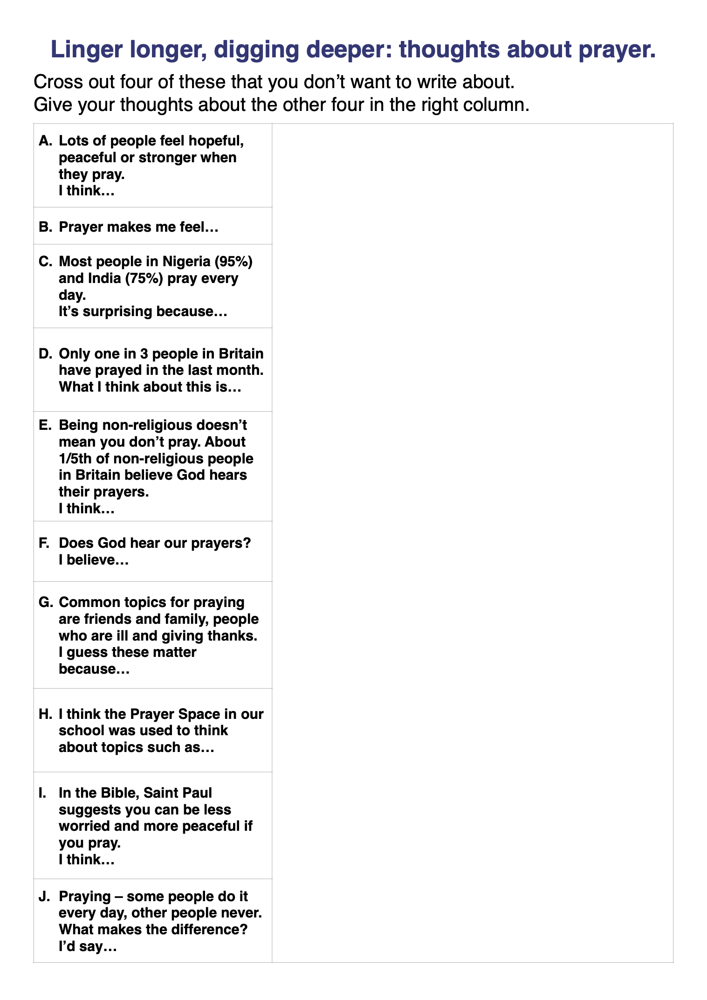 Linger longer, digging deeper: thoughts about prayer.
Cross out four of these that you don’t want to write about.
Give your thoughts about the other four in the right column.
A. Lots of people feel hopeful,
peaceful or stronger when
they pray.
I think…
B. Prayer makes me feel…
C. Most people in Nigeria (95%)
and India (75%) pray every
day.
It’s surprising because…
D. Only one in 3 people in Britain
have prayed in the last month.
What I think about this is…
E. Being non-religious doesn’t
mean you don’t pray. About
1/5th of non-religious people
in Britain believe God hears
their prayers.
I think…
F. Does God hear our prayers?
I believe…
G. Common topics for praying
are friends and family, people
who are ill and giving thanks.
I guess these matter
because…
H. I think the Prayer Space in our
school was used to think
about topics such as…
I. In the Bible, Saint Paul
suggests you can be less
worried and more peaceful if
you pray.
I think…
J. Praying – some people do it
every day, other people never.
What makes the difference?
I’d say…